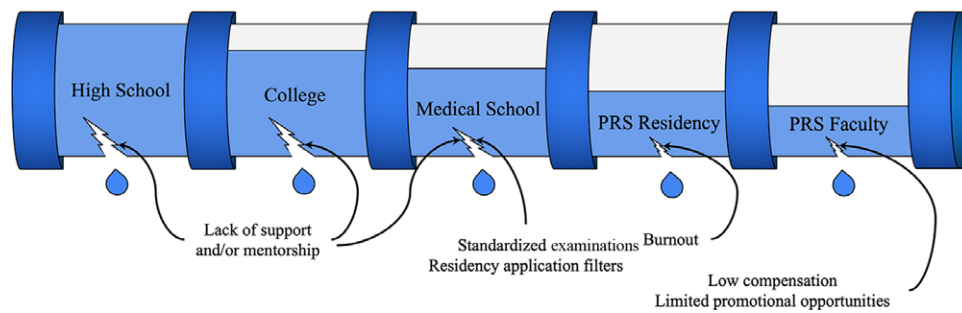 High School
College
Medical School
PRS Residency
PRS Faculty
Lack of support
and/or mentorship
Standardized examinations
Residency application filters
Burnout
Low compensation
Limited promotional opportunities